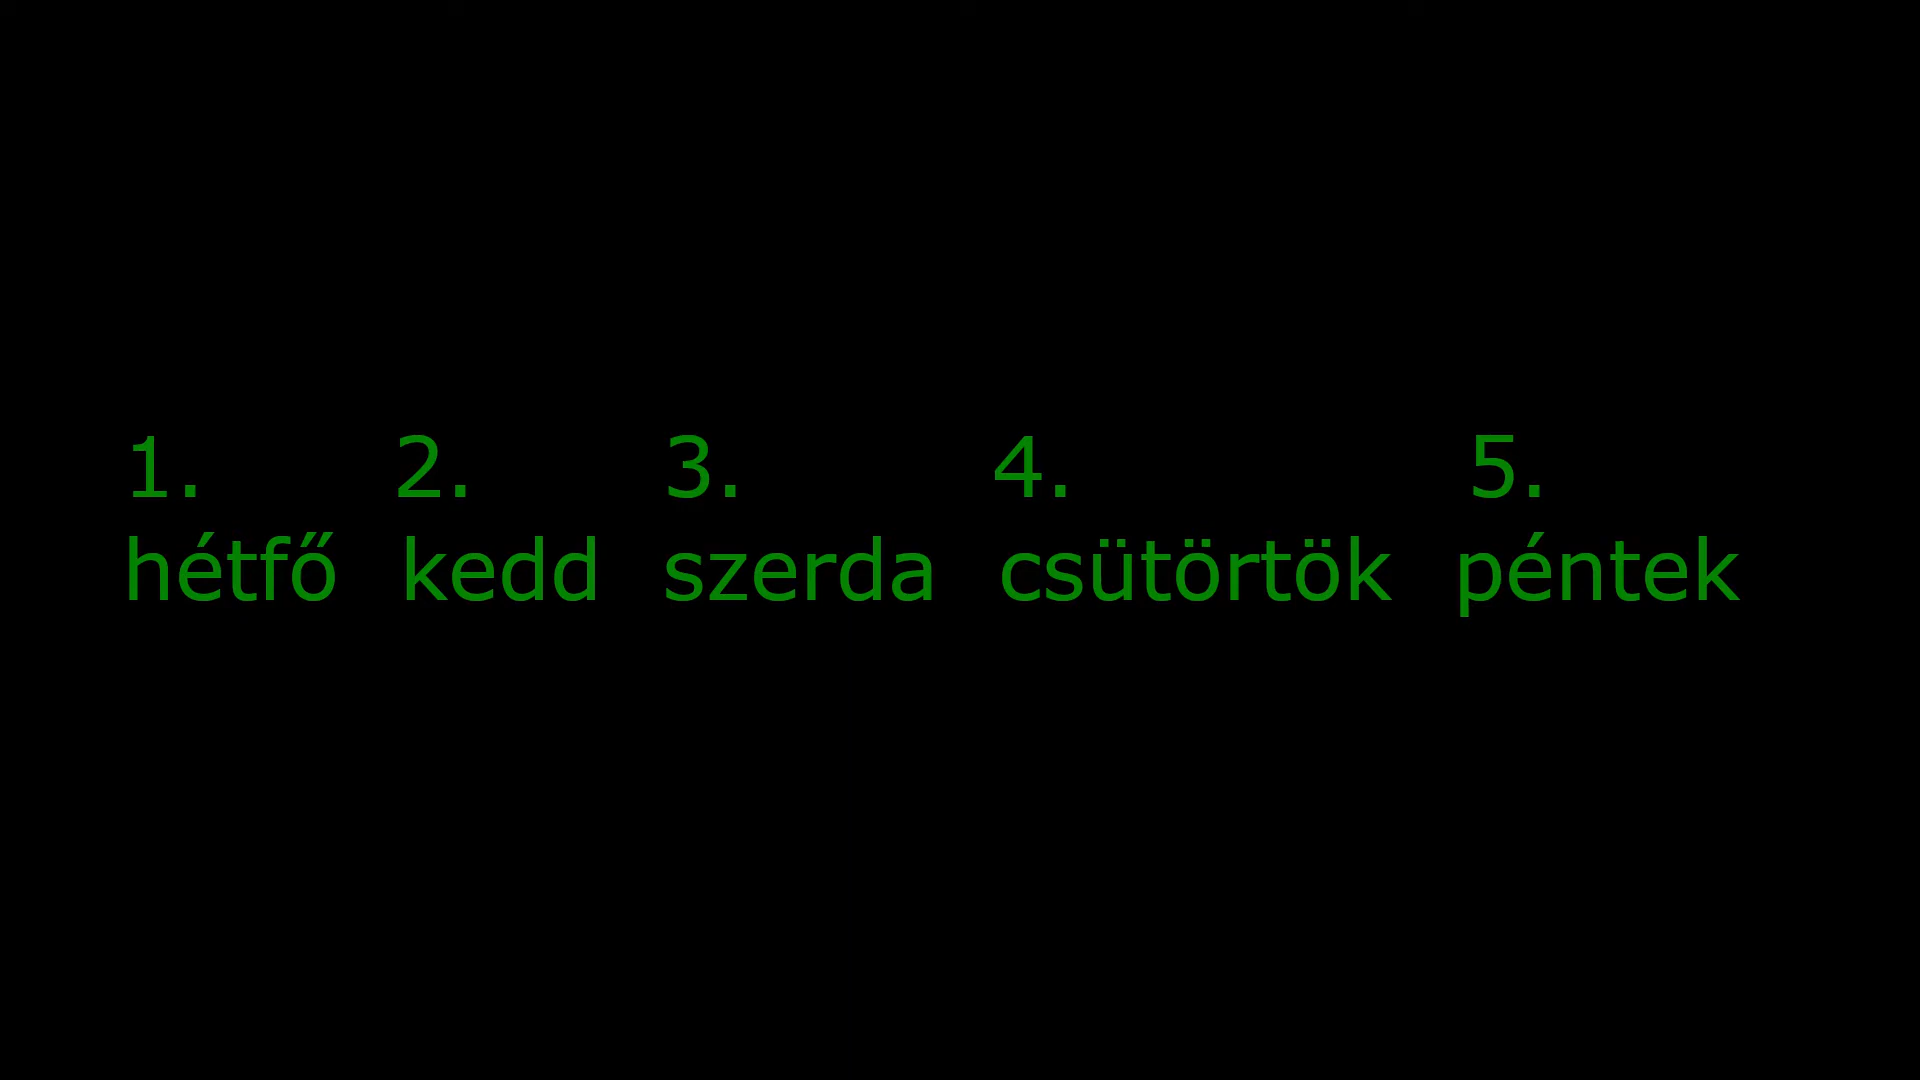 1. 2. 3. 4. 5.
hétfő kedd szerda csütörtök péntek